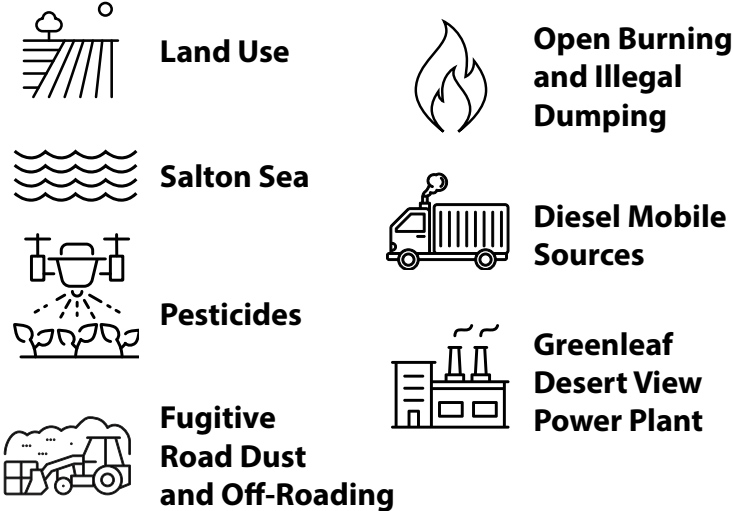 Land Use
Salton Sea
Pesticides
Fugitive
Road Dust
and Off-Roading
Open Burning
and Illegal
Dumping
Diesel Mobile
Sources
Greenleaf
Desert View
Power Plant